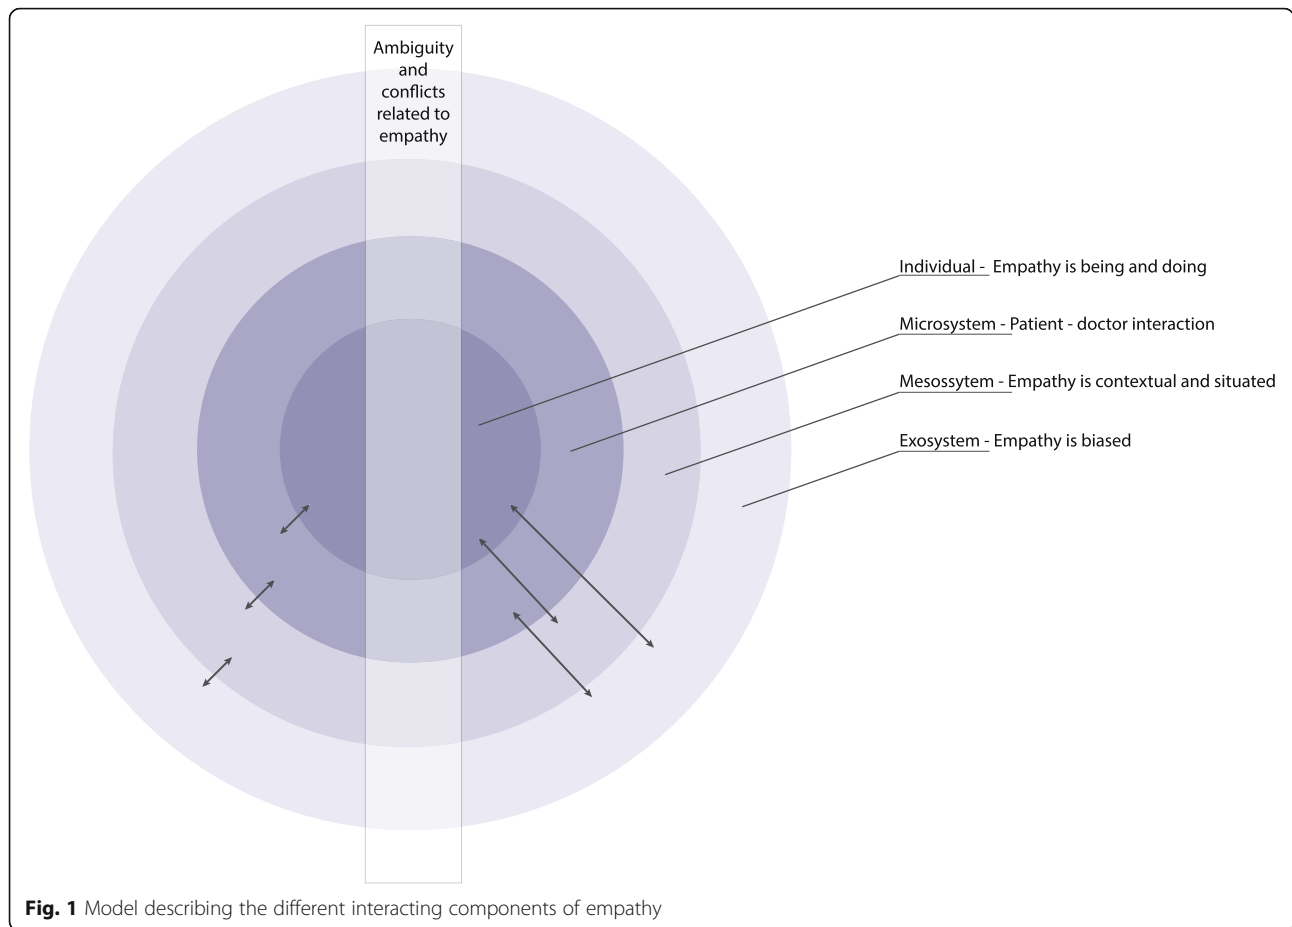 Ambiguity
and
conflicts
related to
empathy
Individual - Empathy is being and doing
Microsystem - Patient - doctor interaction
Mesossytem - Empathy is contextual and situated
Exosystem - Empathy is biased
Fig. 1 Model describing the different interacting components of empathy